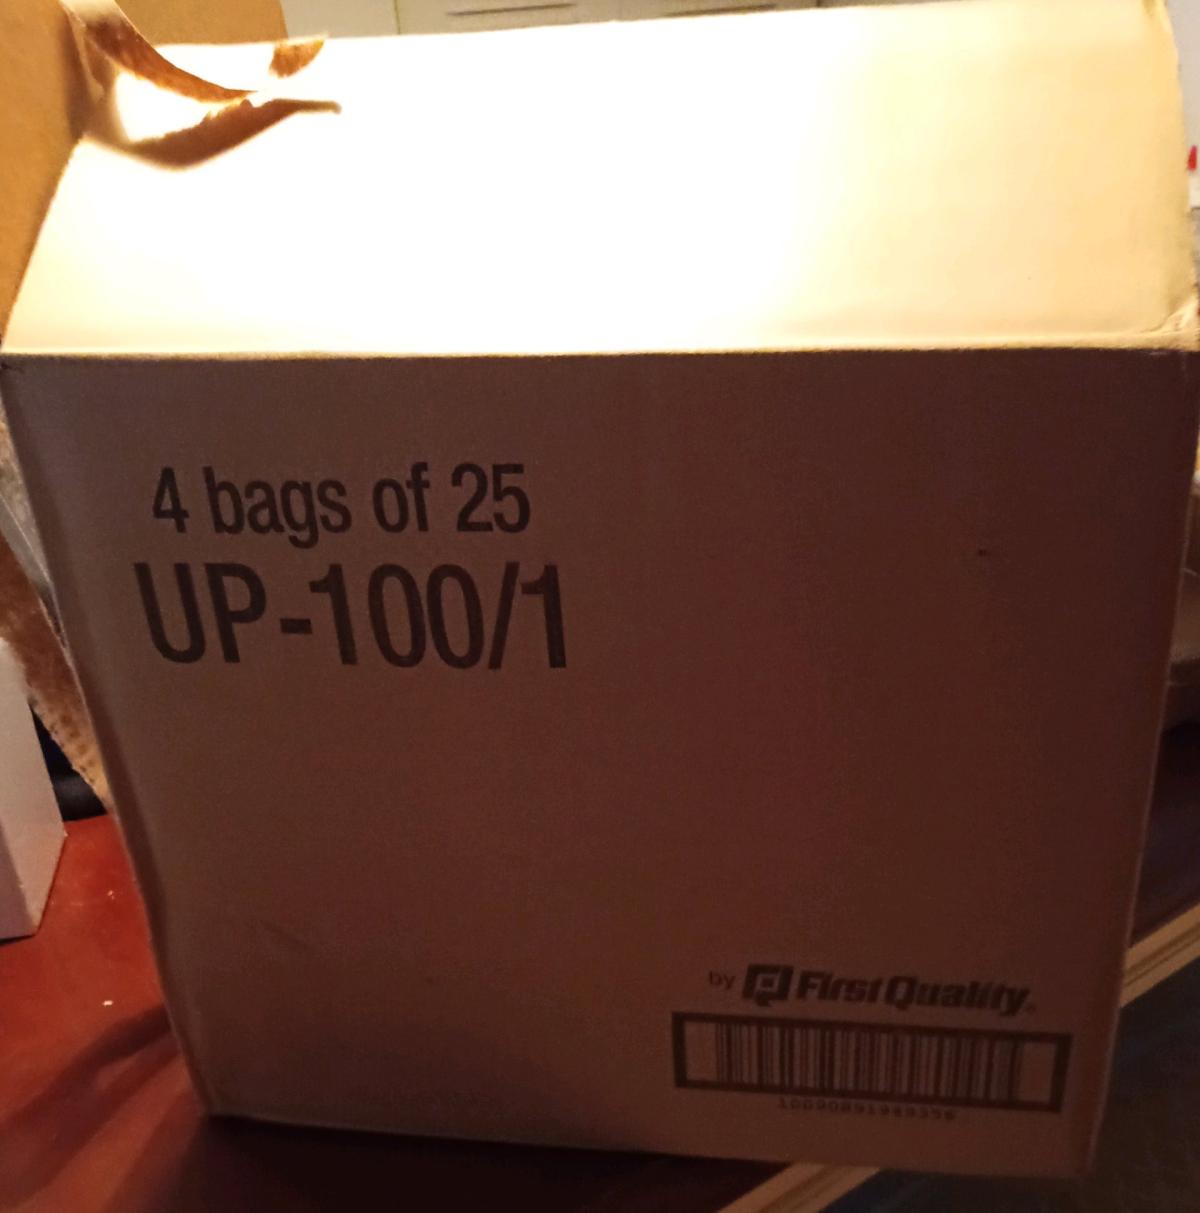 4 bags of 25
UP-100/1
by First Quality